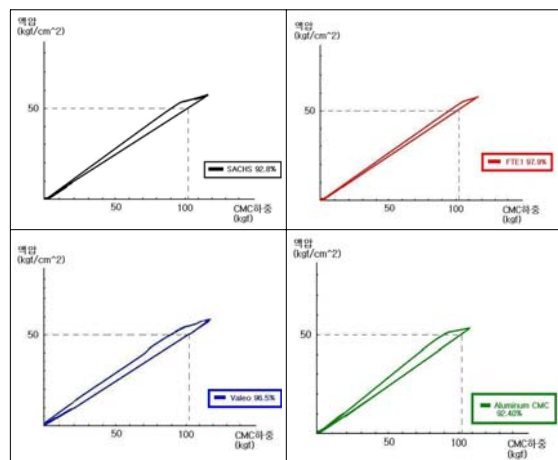 액압
(kgf/cm^2)
50
SACHS 92.8%
50
100
CMC하중
(kgf)
액압
(kgf/cm^2)
50
FTE1 97.9%
50
100
CMC하중
(kgf)
액압
(kgf/cm^2)
50
Valeo 96.5%
50
100
CMC하중
(kgf)
액압
(kgf/cm^2)
50
Aluminum CMC
92.40%
50
100
CMC하중
(kgf)